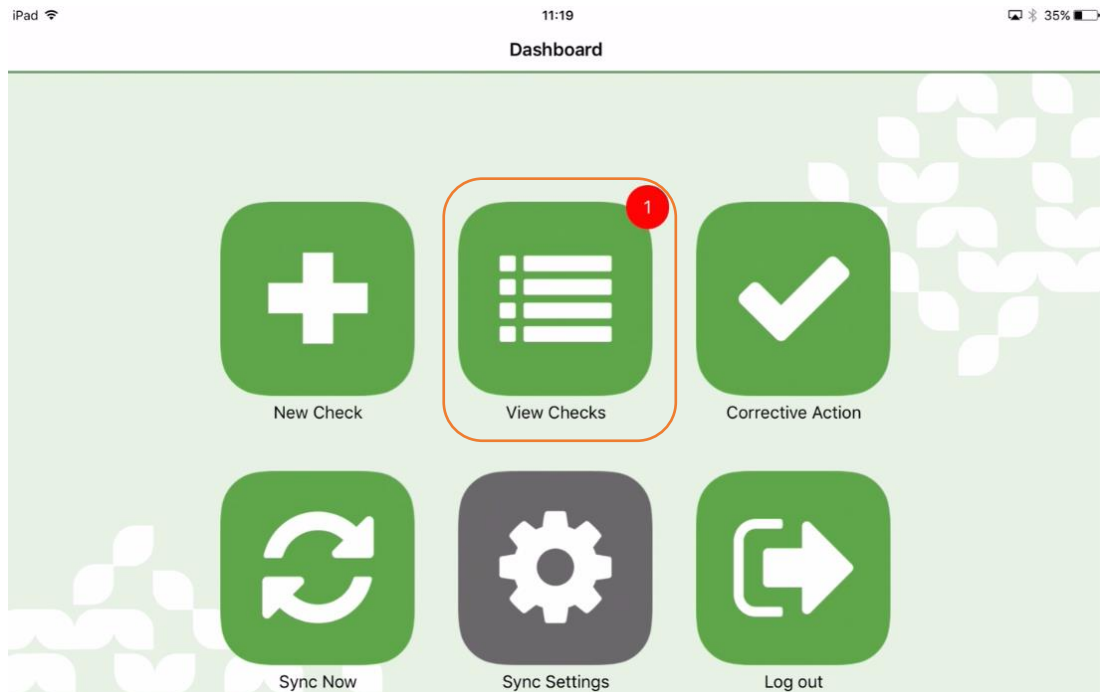 iPad 11:19 35%
Dashboard
1
New Check View Checks Corrective Action
Sync Now Sync Settings Log out